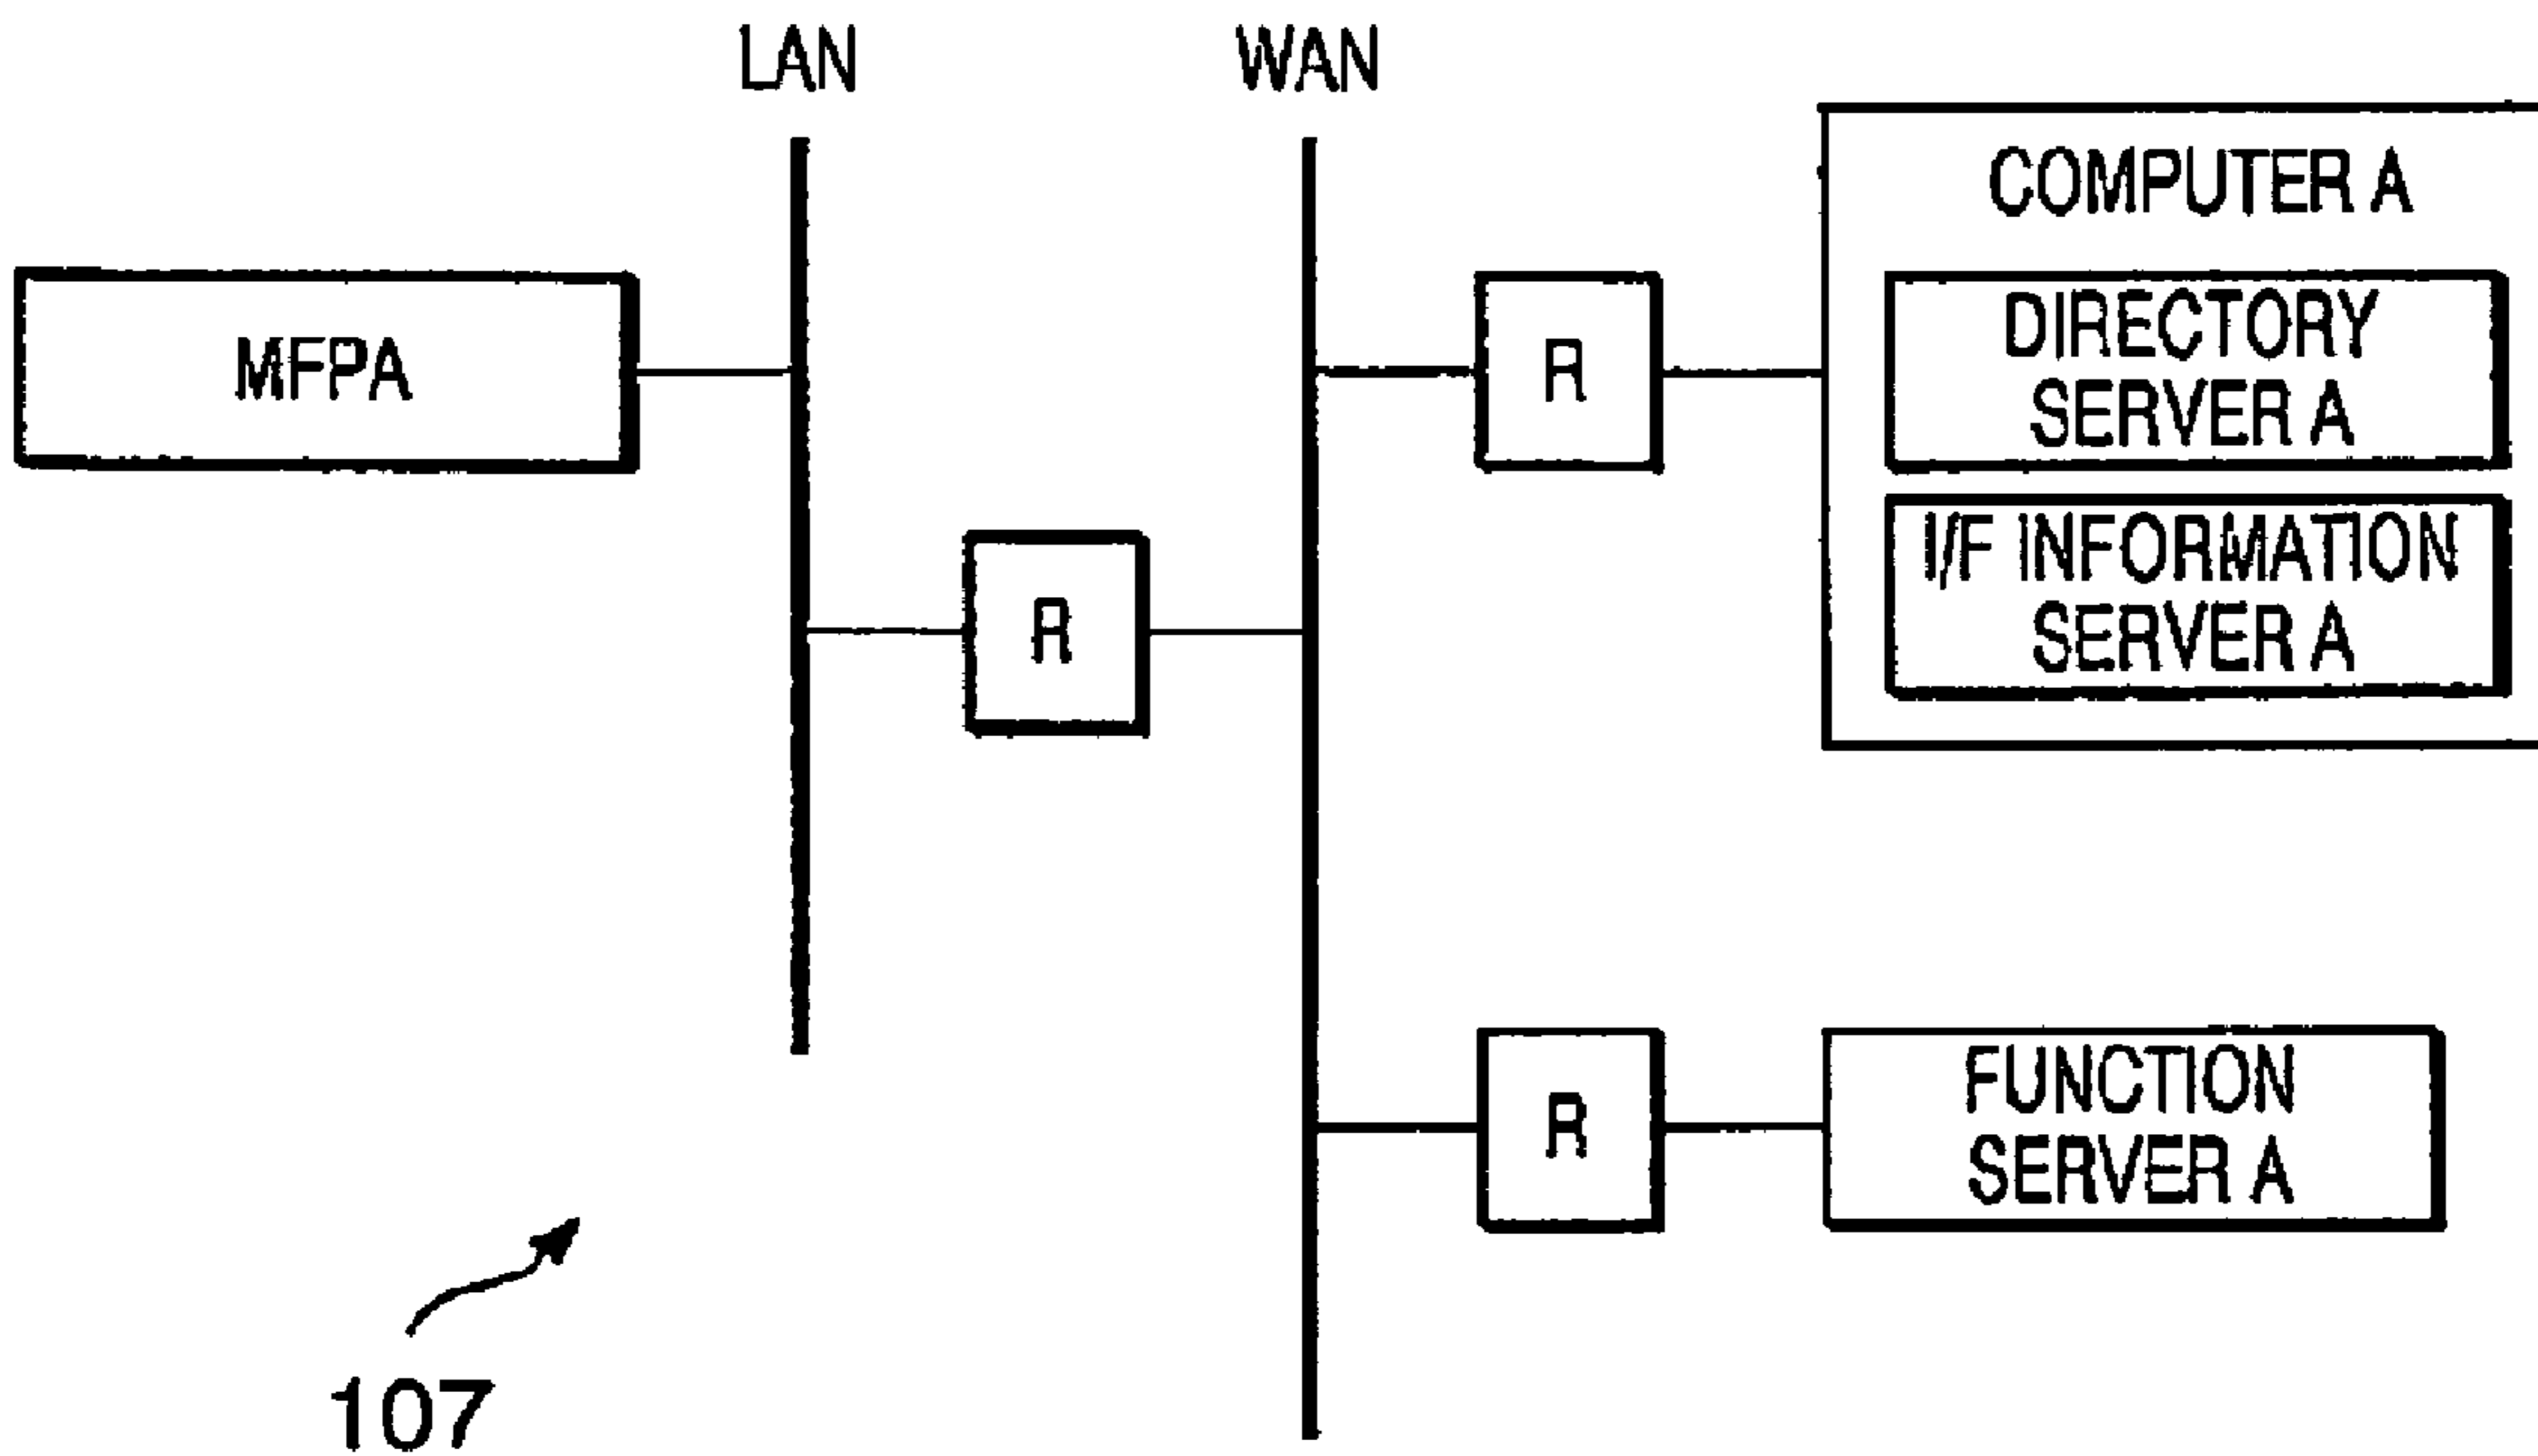 LAN
WAN
COMPUTER A
MFPA
R
DIRECTORY
SERVER A
I/F INFORMATION
SERVER A
R
R
FUNCTION
SERVER A
107